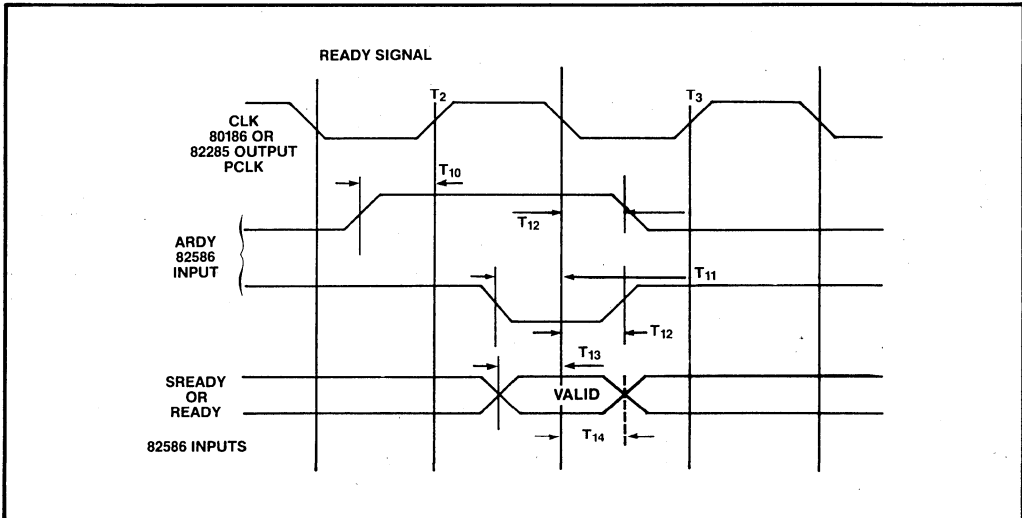 READY SIGNAL
T2
T3
CLK
80186 OR
82285 OUTPUT
PCLK
T10
T12
ARDY
82586
INPUT
T11
T12
T13
SREADY
OR
READY
VALID
T14
82586 INPUTS